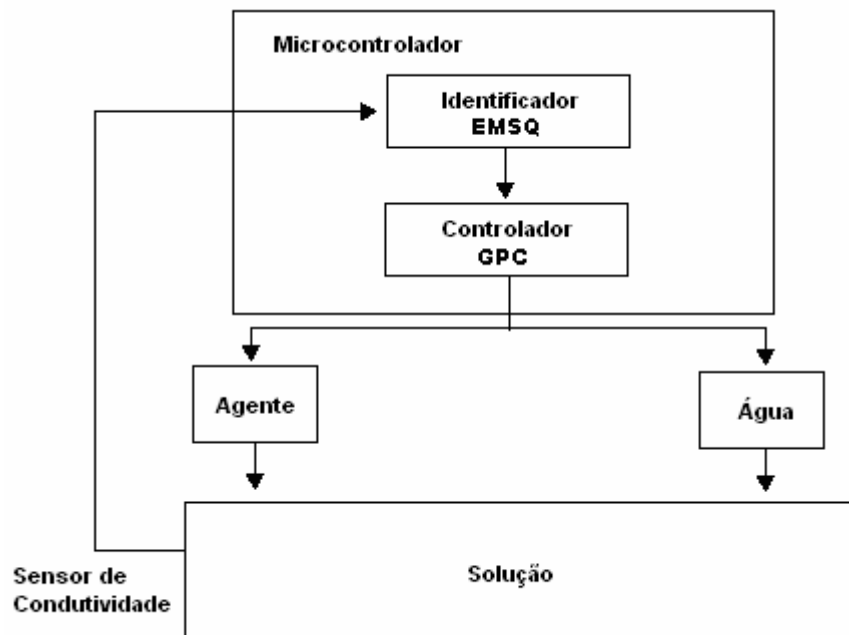 Microcontrolador
Identificador
EMSQ
Controlador
GPC
Agente
Água
Solução
Sensor de
Condutividade